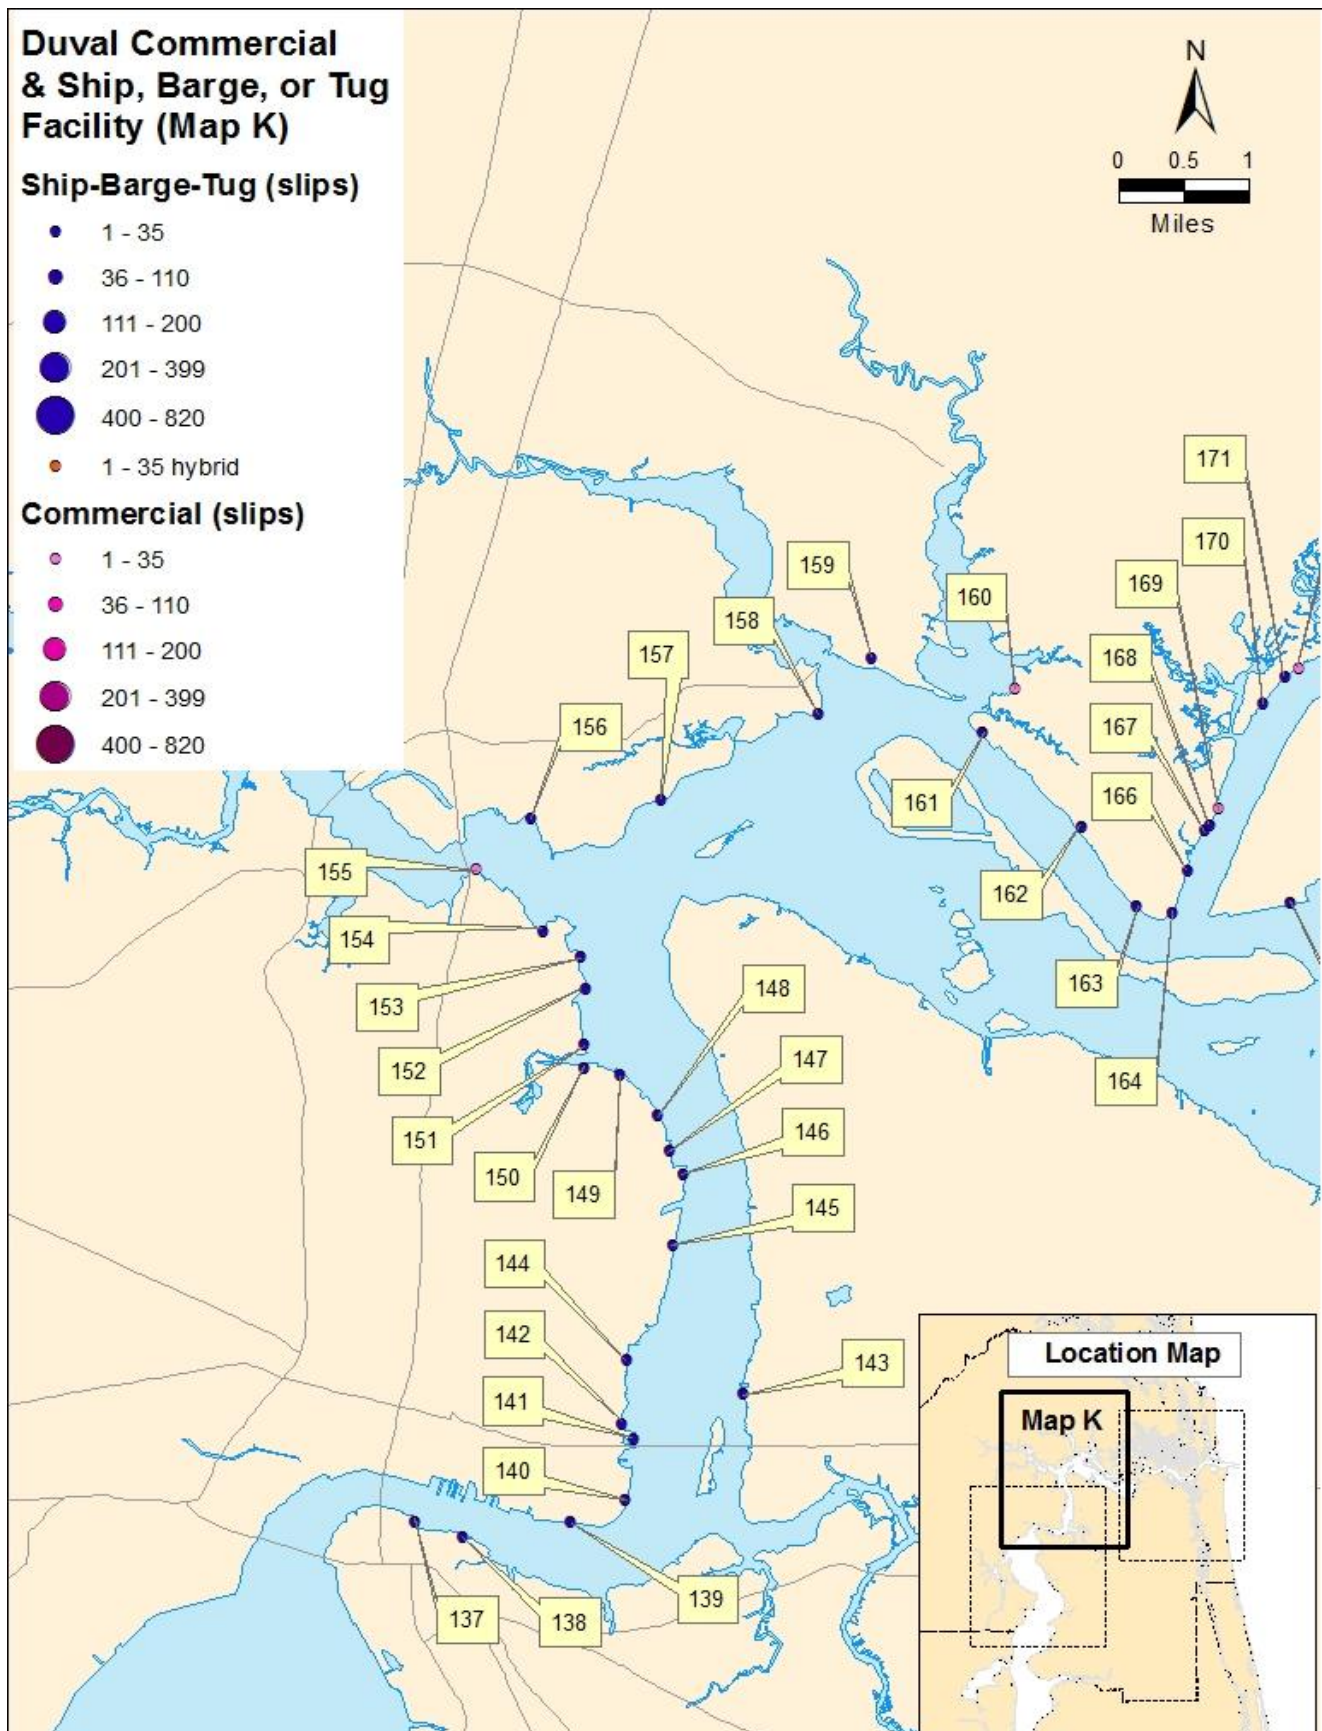 Duval Commercial
& Ship, Barge, or Tug
Facility (Map K)
Ship-Barge-Tug (slips)
1 - 35
36 - 110
111 - 200
201 - 399
400 - 820
1 - 35 hybrid
Commercial (slips)
1 - 35
36 - 110
111 - 200
201 - 399
400 - 820
N
0 0.5 1
Miles
171
170
169
159
160
158
168
157
167
156
166
161
155
162
154
163
148
153
147
152
164
151
146
150
149
145
144
142
143
141
140
139
137
138
Location Map
Map K